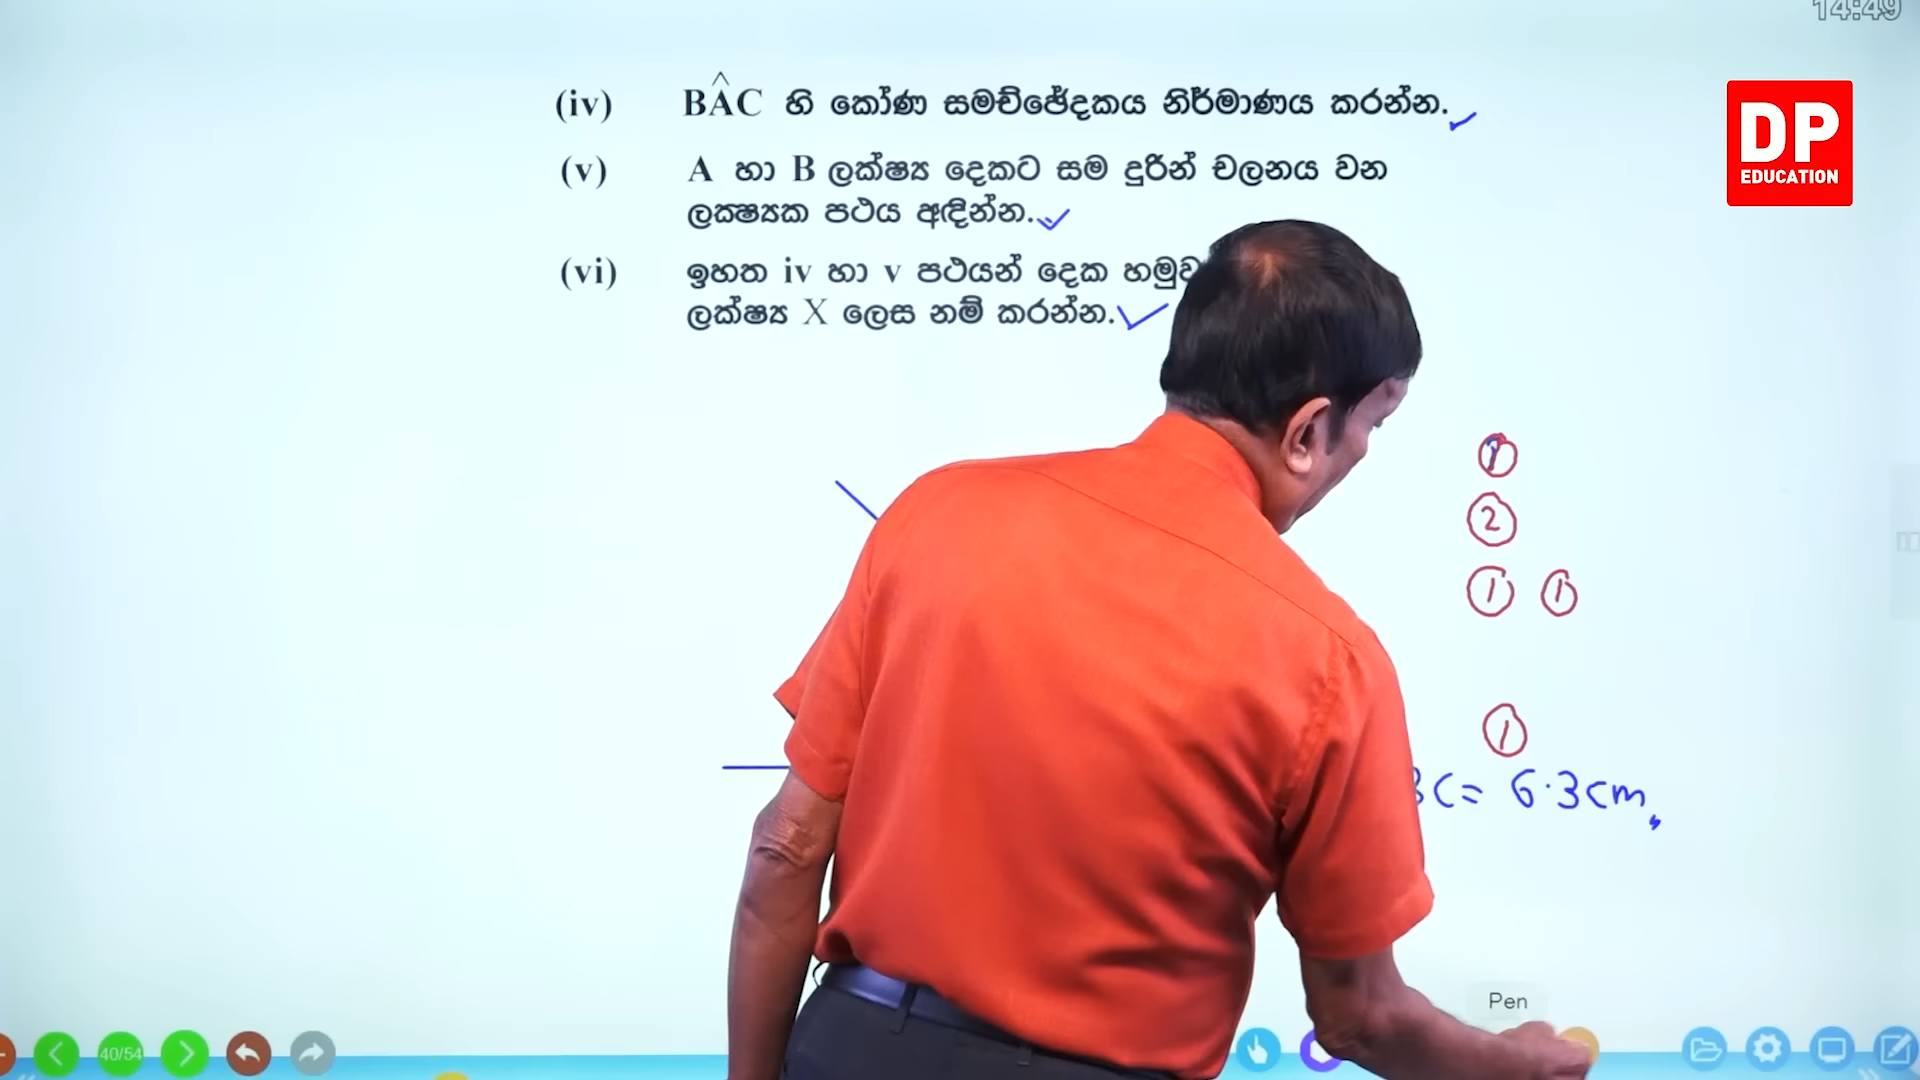 14:49
(iv) BÂC හි කෝණ සමච්ඡේදකය නිර්මාණය කරන්න.
DP
EDUCATION
(v) A හා B ලක්ෂ්‍ය දෙකට සම දුරින් චලනය වන
ලක්ෂ්‍යක පථය අඳින්න.
(vi) ඉහත iv හා v පථයන් දෙක හමුව
ලක්ෂ්‍ය X ලෙස නම් කරන්න.
2
1 1
1
C = 6.3cm
Pen
40/54